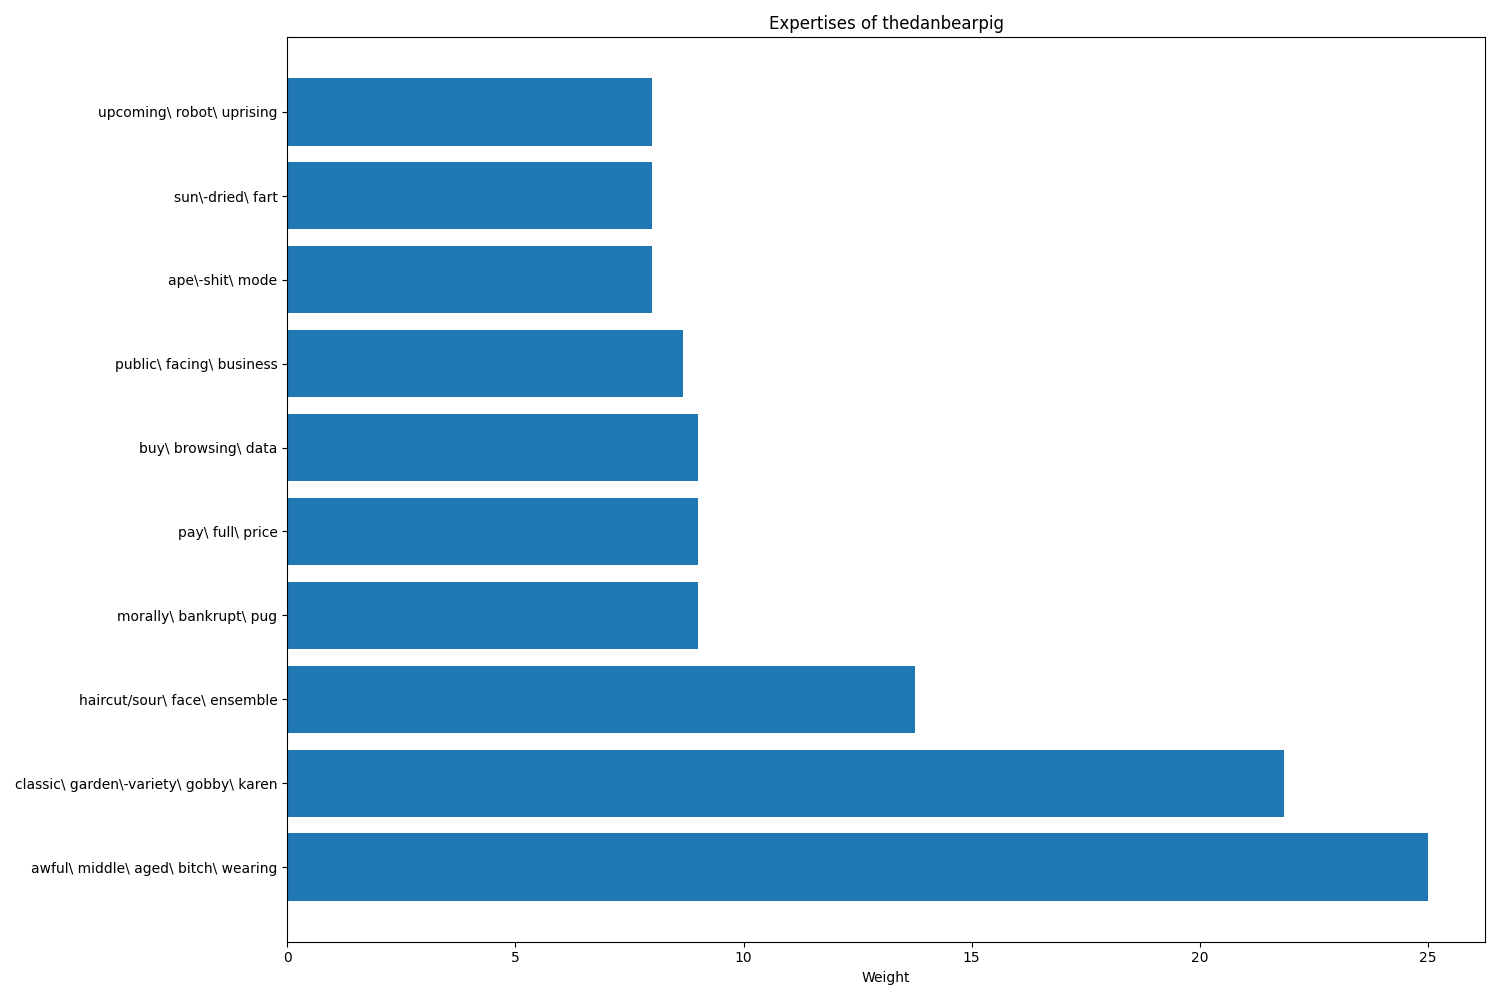 Expertises of thedanbearpig
upcoming\ robot\ uprising
sun\-dried\ fart
ape\-shit\ mode
public\ facing\ business
buy\ browsing\ data
pay\ full\ price
morally\ bankrupt\ pug
haircut/sour\ face\ ensemble
classic\ garden\-variety\ gobby\ karen
awful\ middle\ aged\ bitch\ wearing
0 5 10 15 20 25
Weight